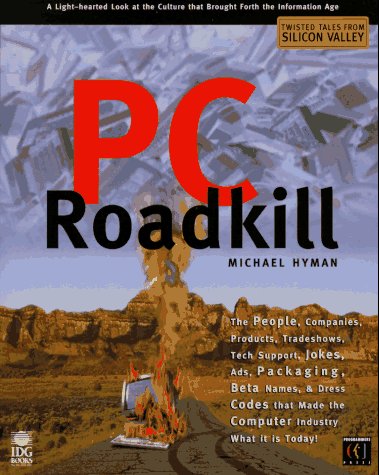 A Light-hearted Look at the Culture that Brought Forth the Information Age
TWISTED TALES FROM
SILICON VALLEY
PC
Roadkill
MICHAEL HYMAN
The People, Companies,
Products, Tradeshows,
Tech Support, Jokes,
Ads, Packaging,
Beta Names, & Dress
Codes that Made the
Computer Industry
What it is Today!
IDG
BOOKS
PROGRAMMERS
PRESS